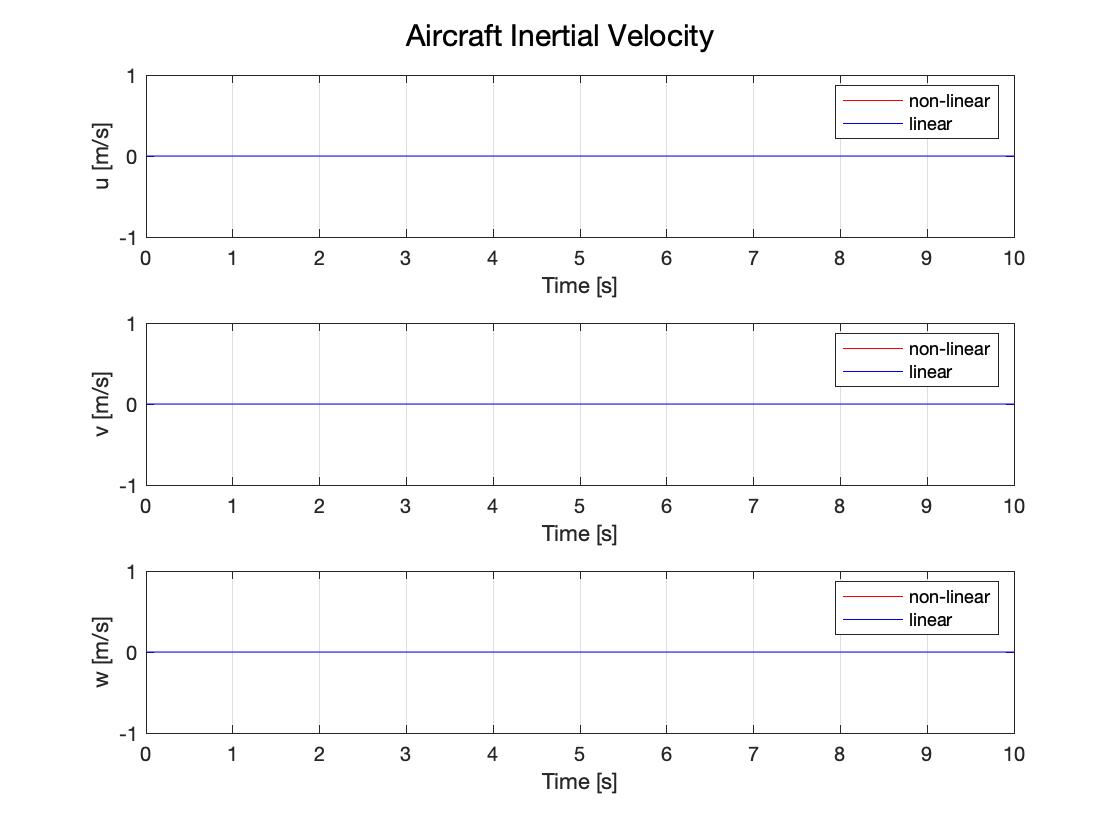 Aircraft Inertial Velocity
1
0
-1
u [m/s]
non-linear
linear
0 1 2 3 4 5 6 7 8 9 10
Time [s]
1
0
-1
v [m/s]
non-linear
linear
0 1 2 3 4 5 6 7 8 9 10
Time [s]
1
0
-1
w [m/s]
non-linear
linear
0 1 2 3 4 5 6 7 8 9 10
Time [s]